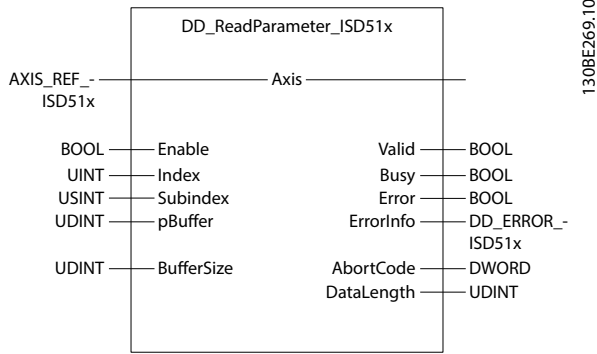 DD_ReadParameter_ISD51x
AXIS_REF_-
ISD51x
Axis
BOOL Enable Valid BOOL
UINT Index Busy BOOL
USINT Subindex Error BOOL
UDINT pBuffer ErrorInfo DD_ERROR_-
ISD51x
UDINT BufferSize AbortCode DWORD
DataLength UDINT
130BE269.10